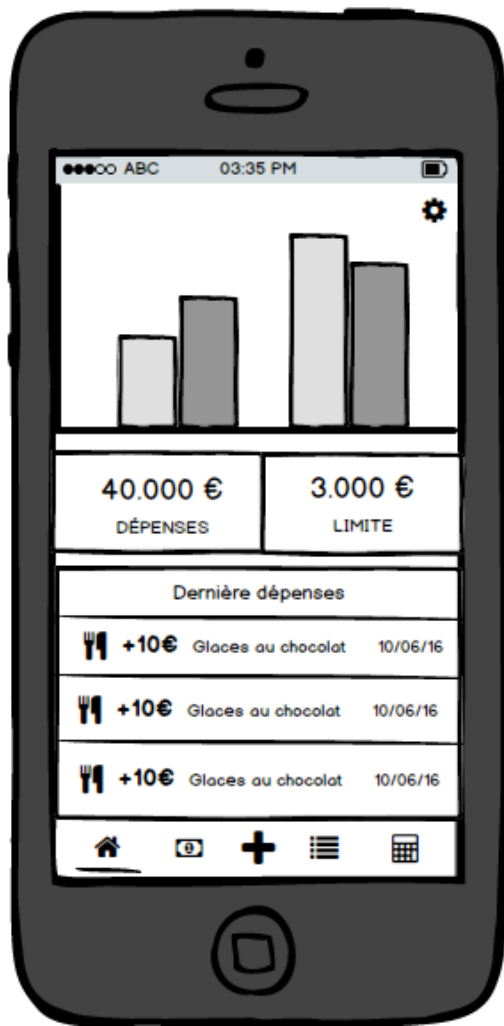 ABC 03:35 PM
40.000 € 3.000 €
DÉPENSES LIMITE
Dernière dépenses
+10€ Glaces au chocolat 10/06/16
+10€ Glaces au chocolat 10/06/16
+10€ Glaces au chocolat 10/06/16